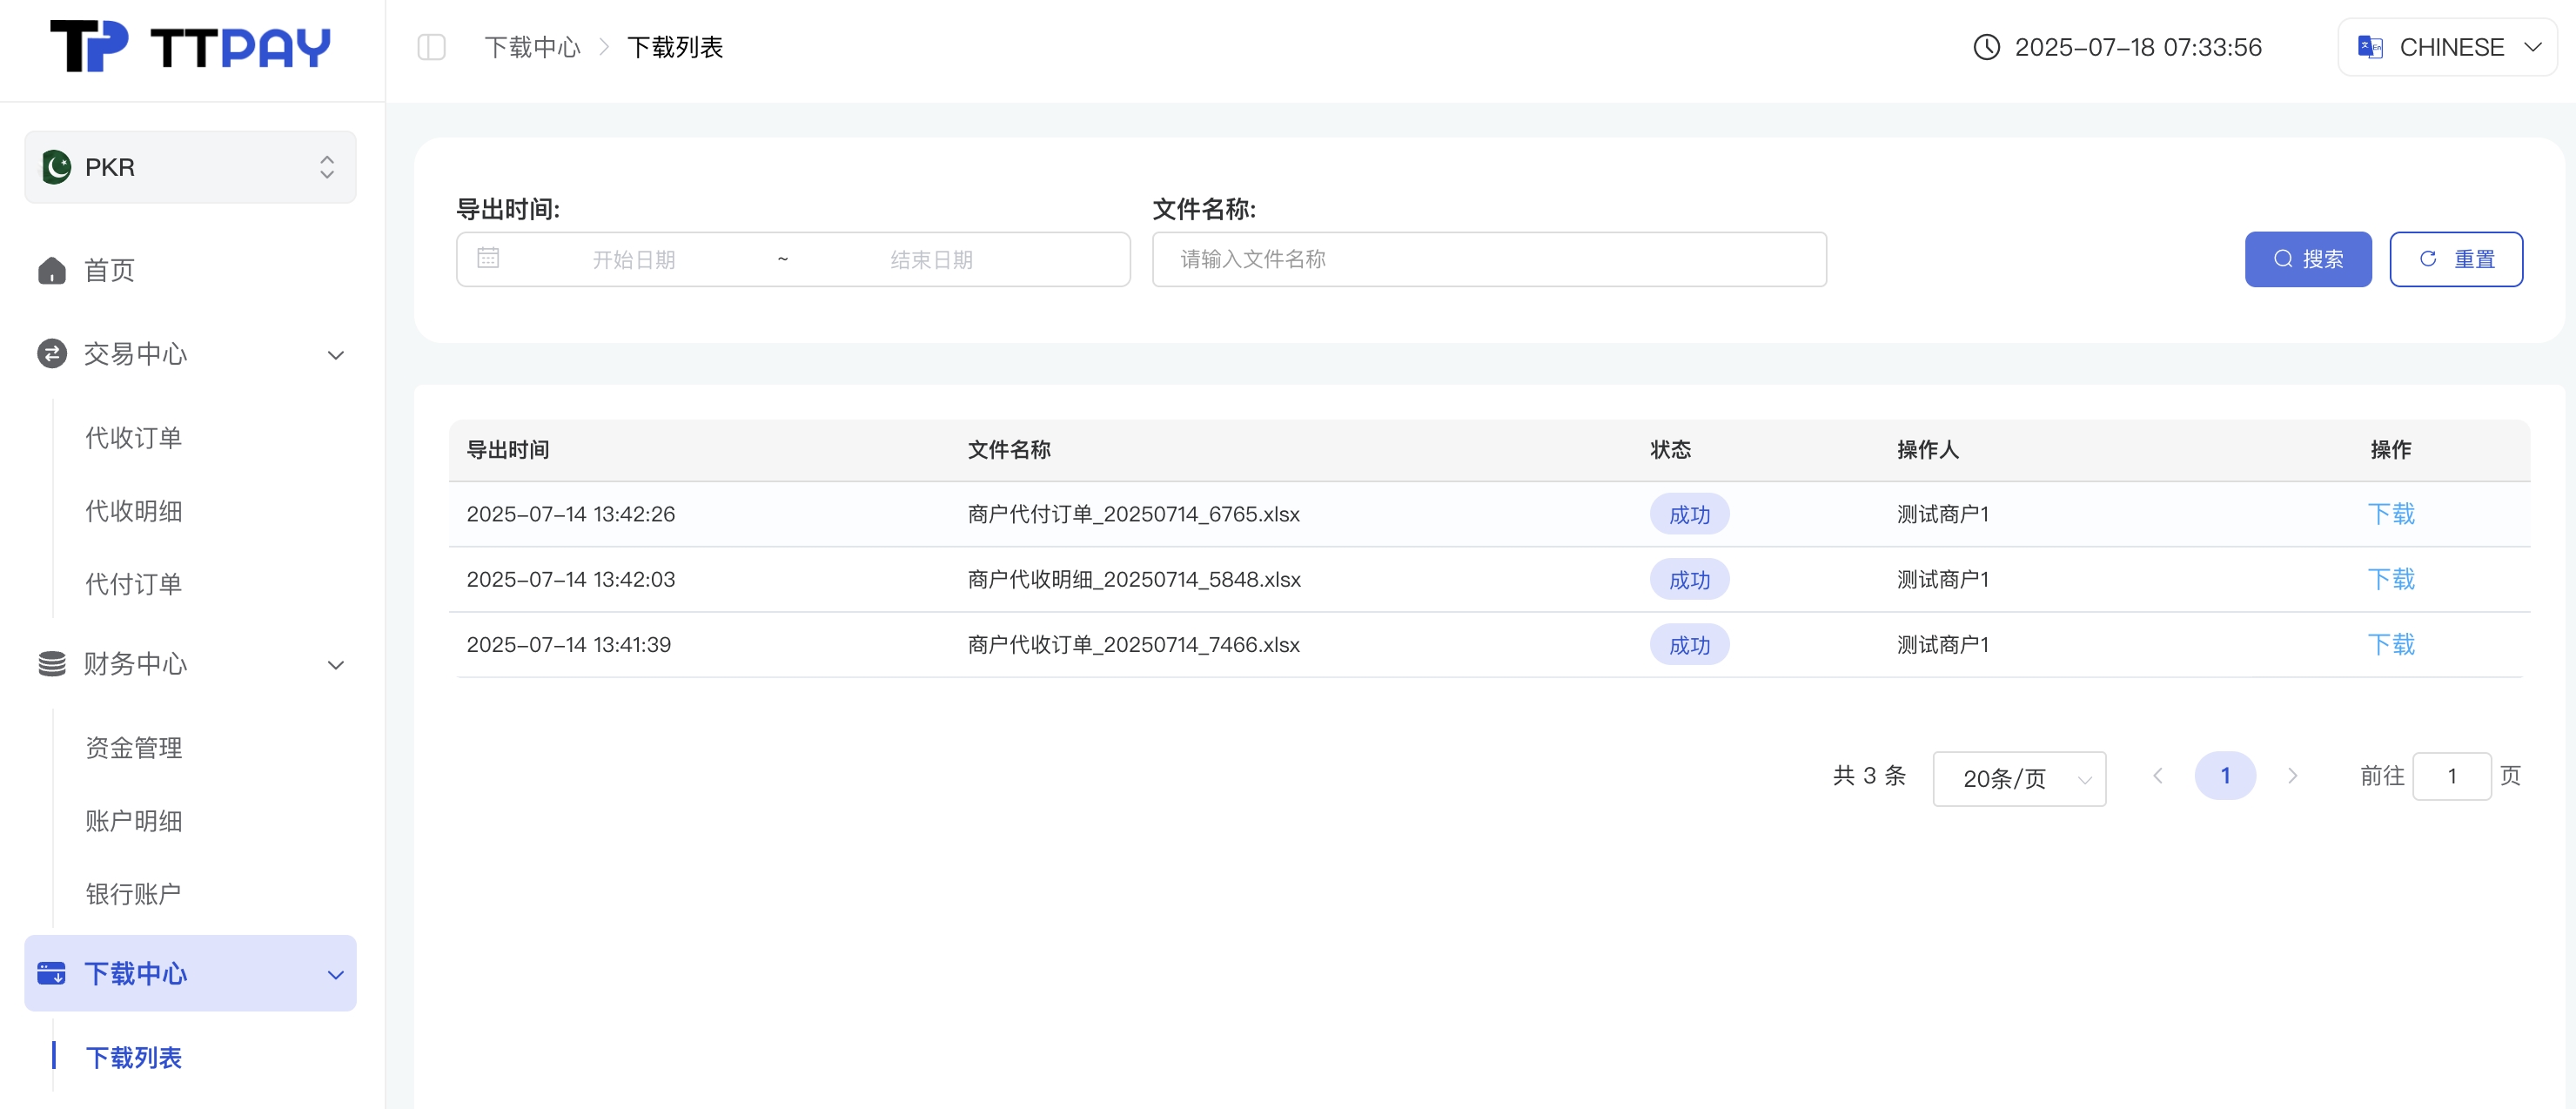 TP TTPAY
下载中心 > 下载列表
2025-07-18 07:33:56
CHINESE
PKR
首页
交易中心
代收订单
代收明细
代付订单
财务中心
资金管理
账户明细
银行账户
下载中心
下载列表
导出时间: 文件名称:
开始日期 ~ 结束日期 请输入文件名称 搜索 重置
导出时间 文件名称 状态 操作人 操作
2025-07-14 13:42:26 商户代付订单_20250714_6765.xlsx 成功 测试商户1 下载
2025-07-14 13:42:03 商户代收明细_20250714_5848.xlsx 成功 测试商户1 下载
2025-07-14 13:41:39 商户代收订单_20250714_7466.xlsx 成功 测试商户1 下载
共 3 条 20条/页 1 前往 1 页